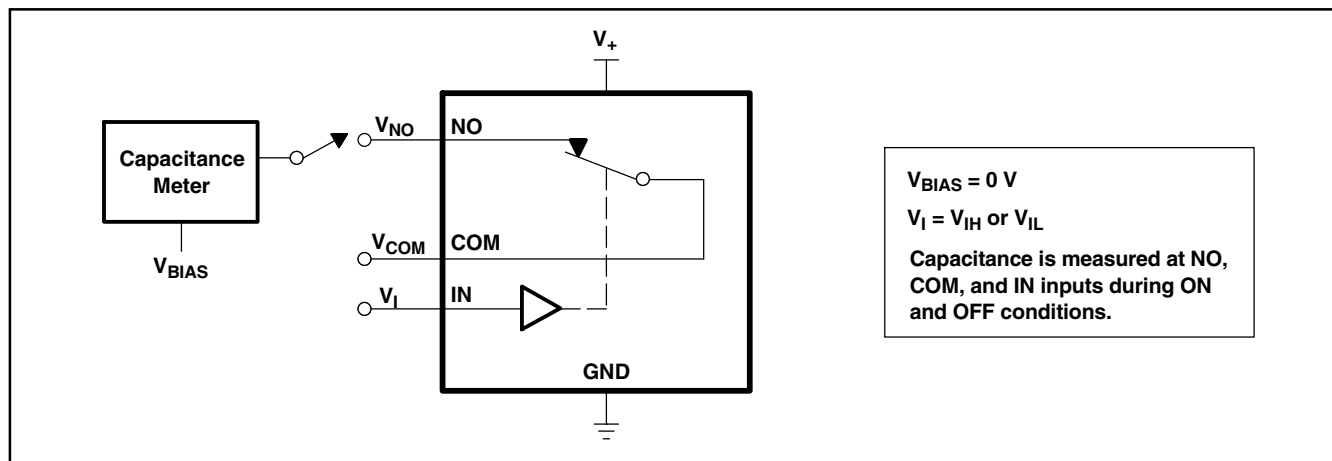 V+
Capacitance
Meter
VBIAS
VNO
NO
VCOM
COM
VI
IN
GND
VBIAS = 0 V
VI = VIH or VIL
Capacitance is measured at NO,
COM, and IN inputs during ON
and OFF conditions.